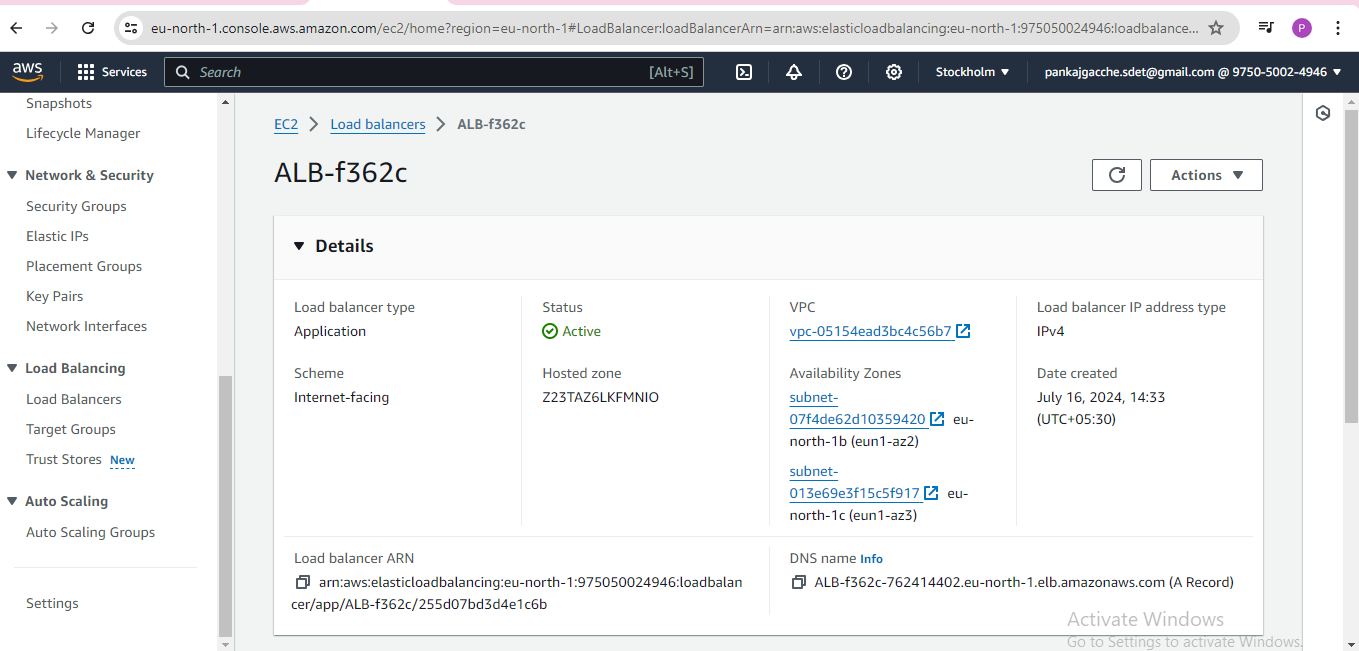 eu-north-1.console.aws.amazon.com/ec2/home?region=eu-north-1#LoadBalancer:loadBalancerArn=arn:aws:elasticloadbalancing:eu-north-1:975050024946:loadbalance...
P
aws
Services
Search
[Alt+S]
Stockholm
pankajgacche.sdet@gmail.com @ 9750-5002-4946
Snapshots
Lifecycle Manager
Network & Security
Security Groups
Elastic IPs
Placement Groups
Key Pairs
Network Interfaces
Load Balancing
Load Balancers
Target Groups
Trust Stores New
Auto Scaling
Auto Scaling Groups
Settings
EC2
Load balancers
ALB-f362c
ALB-f362c
Actions
Details
Load balancer type
Application
Status
Active
VPC
vpc-05154ead3bc4c56b7
Load balancer IP address type
IPv4
Scheme
Internet-facing
Hosted zone
Z23TAZ6LKFMNIO
Availability Zones
subnet-
07f4de62d10359420 eu-
north-1b (eun1-az2)
subnet-
013e69e3f15c5f917 eu-
north-1c (eun1-az3)
Date created
July 16, 2024, 14:33
(UTC+05:30)
Load balancer ARN
arn:aws:elasticloadbalancing:eu-north-1:975050024946:loadbalan
cer/app/ALB-f362c/255d07bd3d4e1c6b
DNS name Info
ALB-f362c-762414402.eu-north-1.elb.amazonaws.com (A Record)
Activate Windows
Go to Settings to activate Windows.